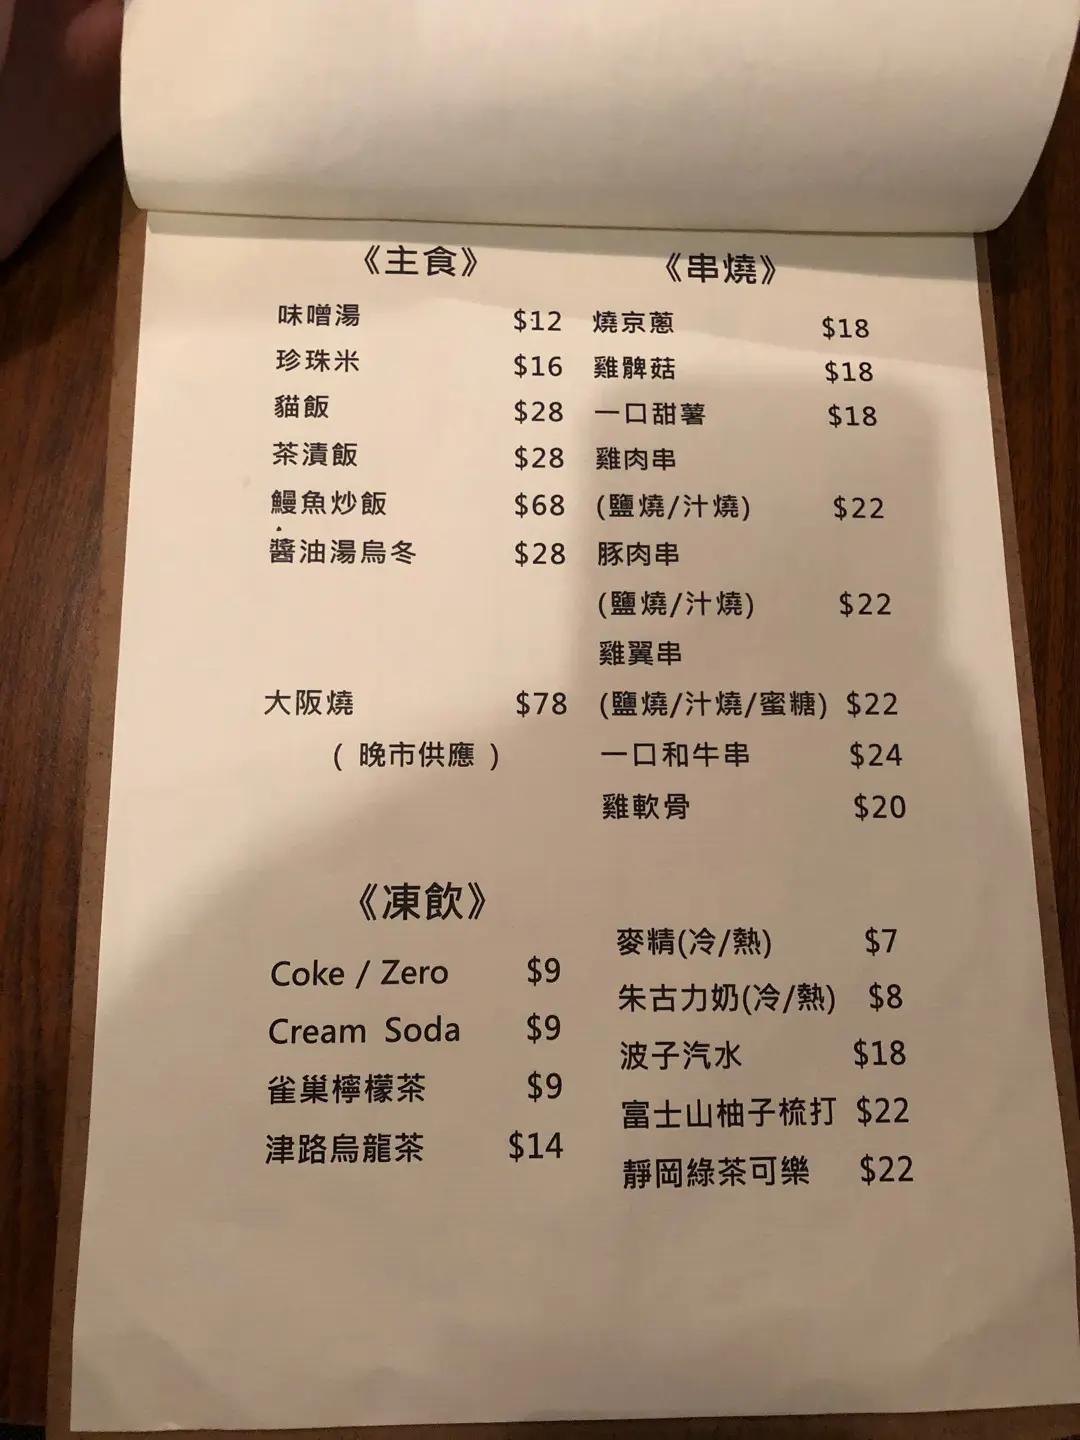 《主食》
味噌湯 $12
珍珠米 $16
貓飯 $28
茶漬飯 $28
鰻魚炒飯 $68
醬油湯烏冬 $28
大阪燒 $78
( 晚市供應 )
《串燒》
燒京蔥 $18
雞髀菇 $18
一口甜薯 $18
雞肉串
(鹽燒/汁燒) $22
豚肉串
(鹽燒/汁燒) $22
雞翼串
(鹽燒/汁燒/蜜糖) $22
一口和牛串 $24
雞軟骨 $20
《凍飲》
Coke / Zero $9
Cream Soda $9
雀巢檸檬茶 $9
津路烏龍茶 $14
麥精(冷/熱) $7
朱古力奶(冷/熱) $8
波子汽水 $18
富士山柚子梳打 $22
靜岡綠茶可樂 $22